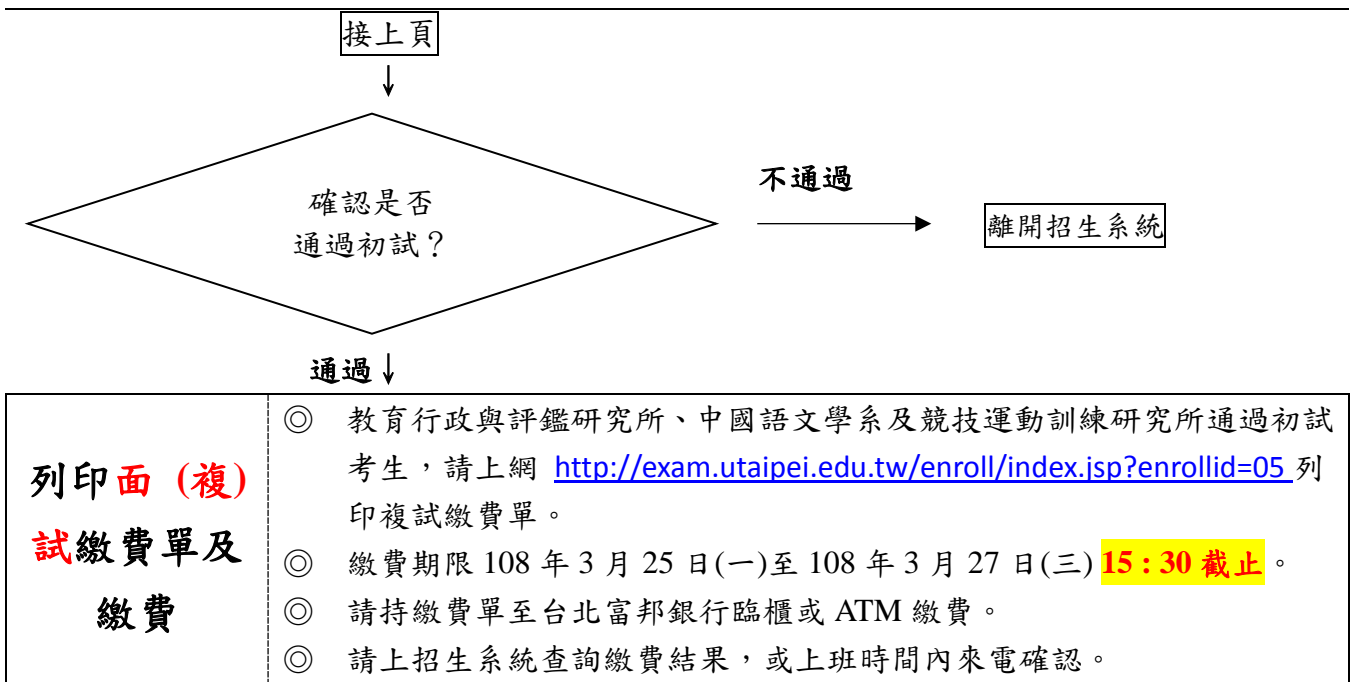 接上頁
確認是否
通過初試？
不通過
離開招生系統
通過↓
列印面 (複)
試繳費單及
繳費
◎ 教育行政與評鑑研究所、中國語文學系及競技運動訓練研究所通過初試
考生，請上網 http://exam.utaipei.edu.tw/enroll/index.jsp?enrollid=05 列
印複試繳費單。
◎ 繳費期限 108 年 3 月 25 日(一)至 108 年 3 月 27 日(三) 15：30 截止。
◎ 請持繳費單至台北富邦銀行臨櫃或 ATM 繳費。
◎ 請上招生系統查詢繳費結果，或上班時間內來電確認。